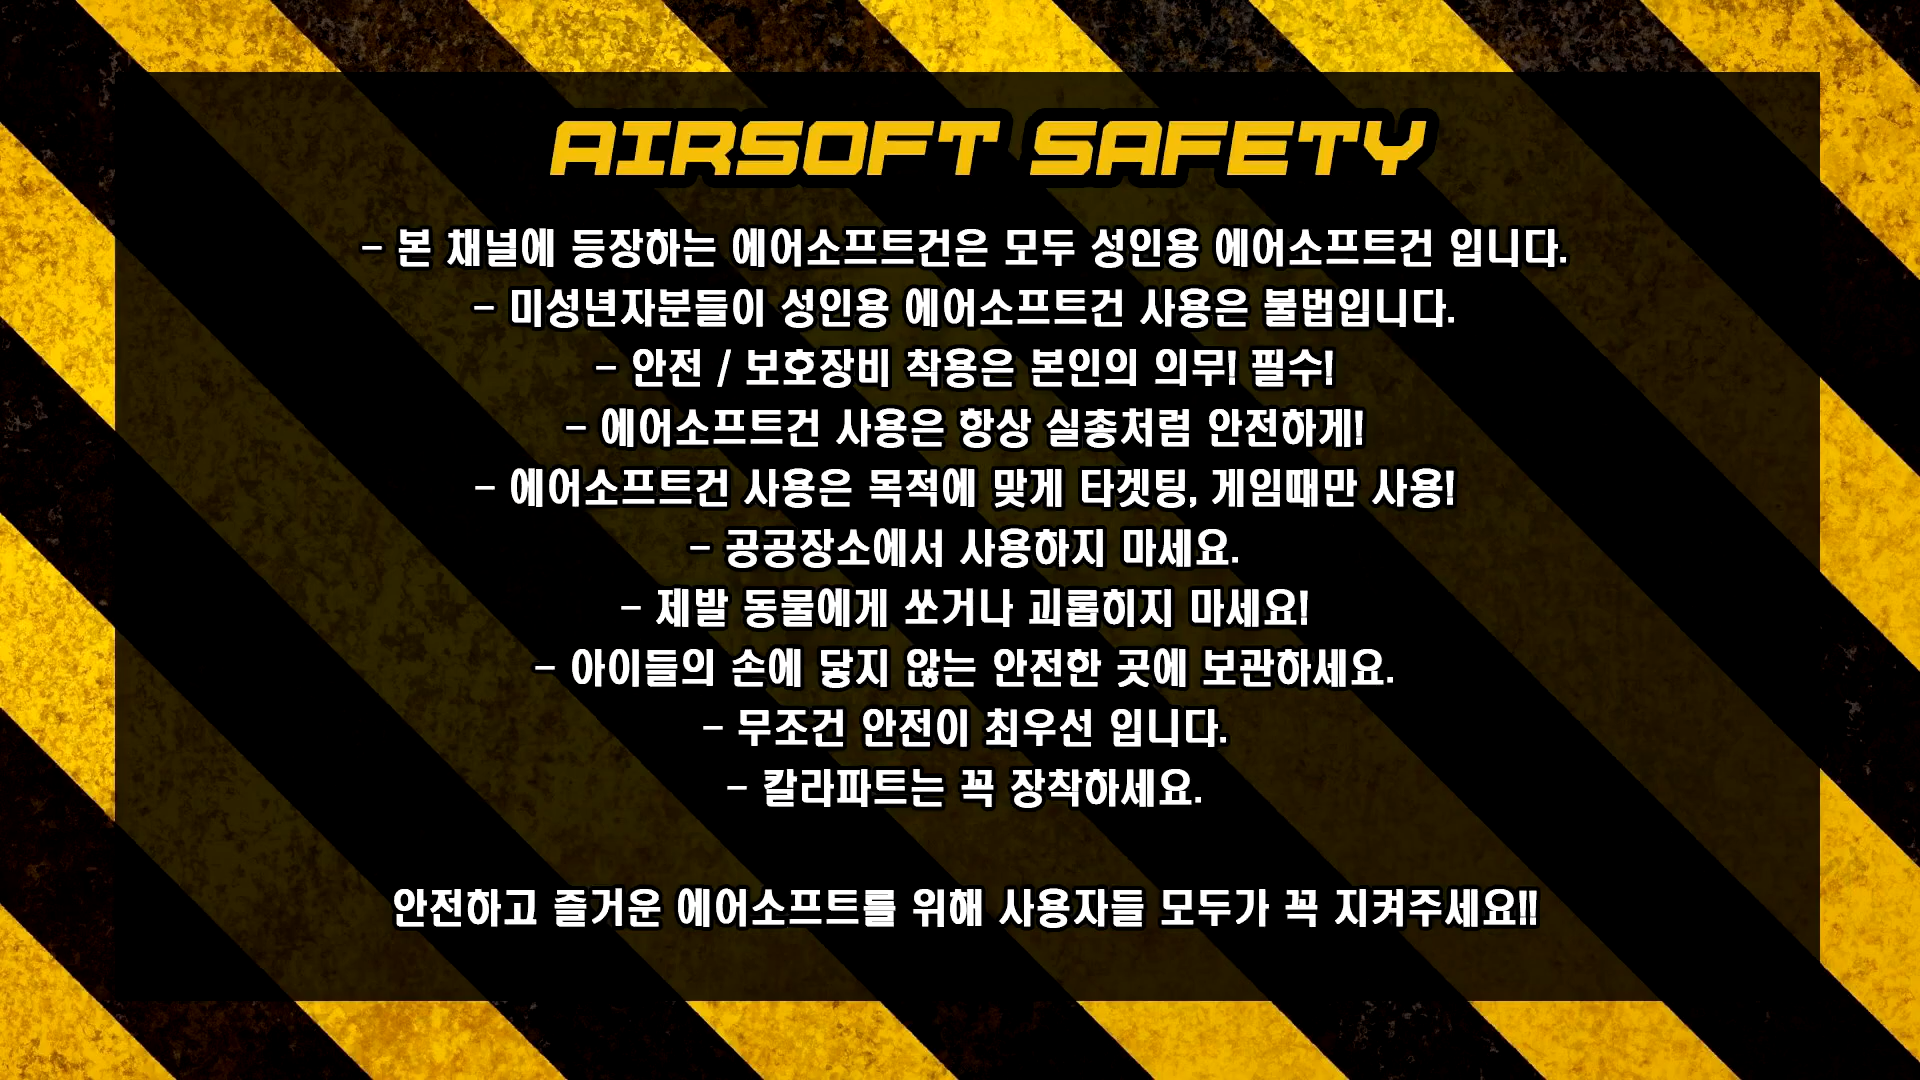 AIRSOFT SAFETY
- 본 채널에 등장하는 에어소프트건은 모두 성인용 에어소프트건 입니다.
- 미성년자분들이 성인용 에어소프트건 사용은 불법입니다.
- 안전 / 보호장비 착용은 본인의 의무! 필수!
- 에어소프트건 사용은 항상 실총처럼 안전하게!
- 에어소프트건 사용은 목적에 맞게 타겟팅, 게임때만 사용!
- 공공장소에서 사용하지 마세요.
- 제발 동물에게 쏘거나 괴롭히지 마세요!
- 아이들의 손에 닿지 않는 안전한 곳에 보관하세요.
- 무조건 안전이 최우선 입니다.
- 칼라파트는 꼭 장착하세요.
안전하고 즐거운 에어소프트를 위해 사용자들 모두가 꼭 지켜주세요!!